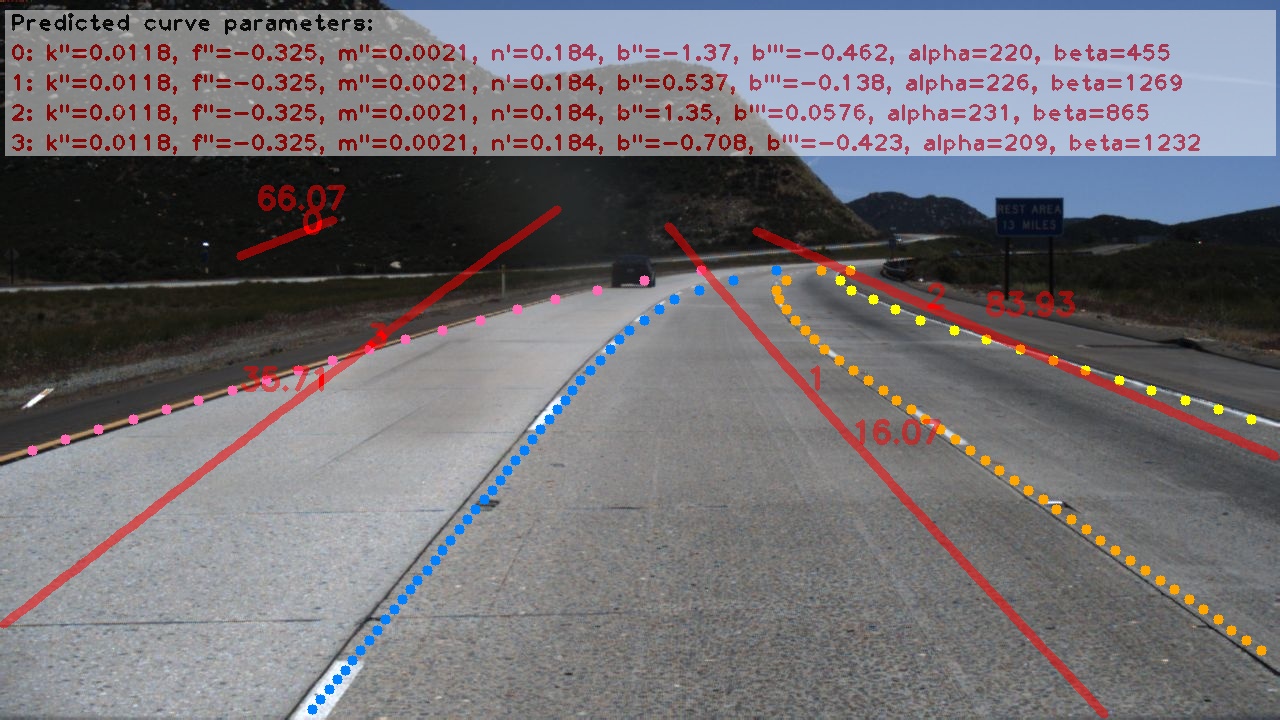 Predicted curve parameters:
0: k"=0.0118, f"=-0.325, m"=0.0021, n'=0.184, b"=-1.37, b'''=-0.462, alpha=220, beta=455
1: k"=0.0118, f"=-0.325, m"=0.0021, n'=0.184, b"=0.537, b'''=-0.138, alpha=226, beta=1269
2: k"=0.0118, f"=-0.325, m"=0.0021, n'=0.184, b"=1.35, b'''=0.0576, alpha=231, beta=865
3: k"=0.0118, f"=-0.325, m"=0.0021, n'=0.184, b"=-0.708, b'''=-0.423, alpha=209, beta=1232
66.07
0
REST AREA
13 MILES
2
83.93
3
35.71
1
16.07